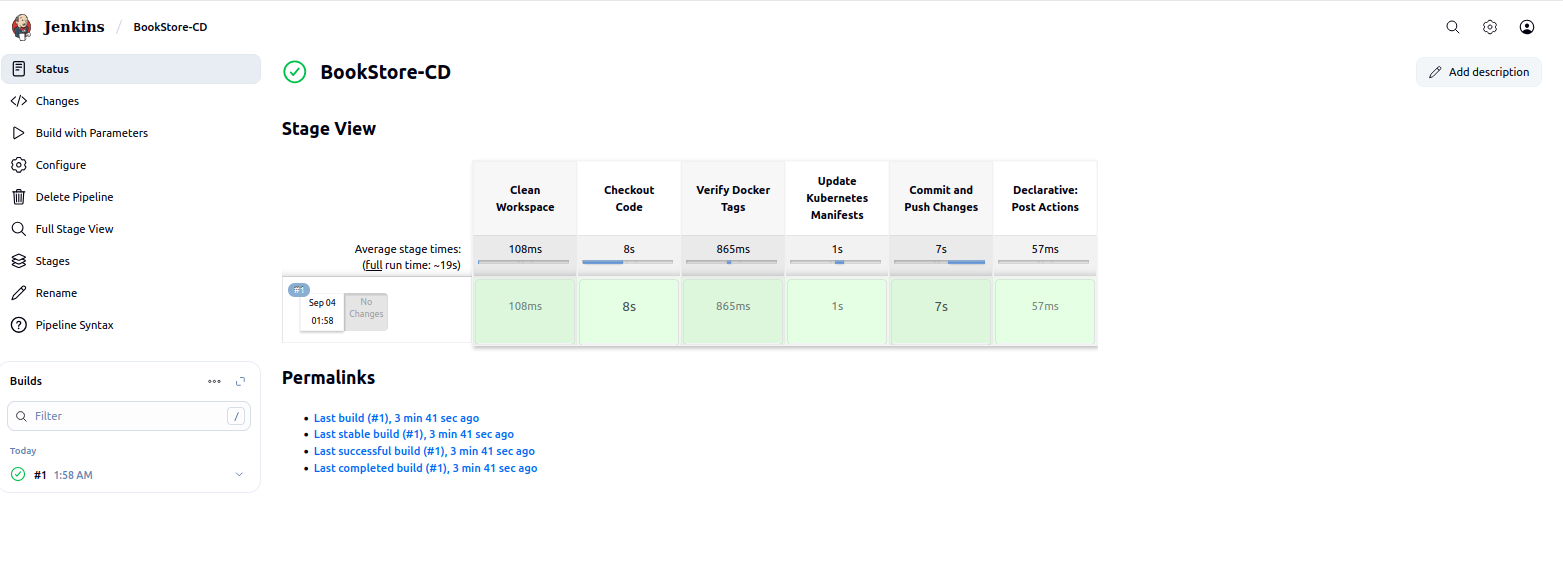 Jenkins / BookStore-CD
Status
Changes
Build with Parameters
Configure
Delete Pipeline
Full Stage View
Stages
Rename
Pipeline Syntax
Builds
Filter /
Today
#1 1:58 AM
BookStore-CD
Add description
Stage View
Clean
Workspace
Checkout
Code
Verify Docker
Tags
Update
Kubernetes
Manifests
Commit and
Push Changes
Declarative:
Post Actions
Average stage times:
(full run time: ~19s)
108ms 8s 865ms 1s 7s 57ms
#1
Sep 04
01:58
No
Changes
108ms 8s 865ms 1s 7s 57ms
Permalinks
Last build (#1), 3 min 41 sec ago
Last stable build (#1), 3 min 41 sec ago
Last successful build (#1), 3 min 41 sec ago
Last completed build (#1), 3 min 41 sec ago